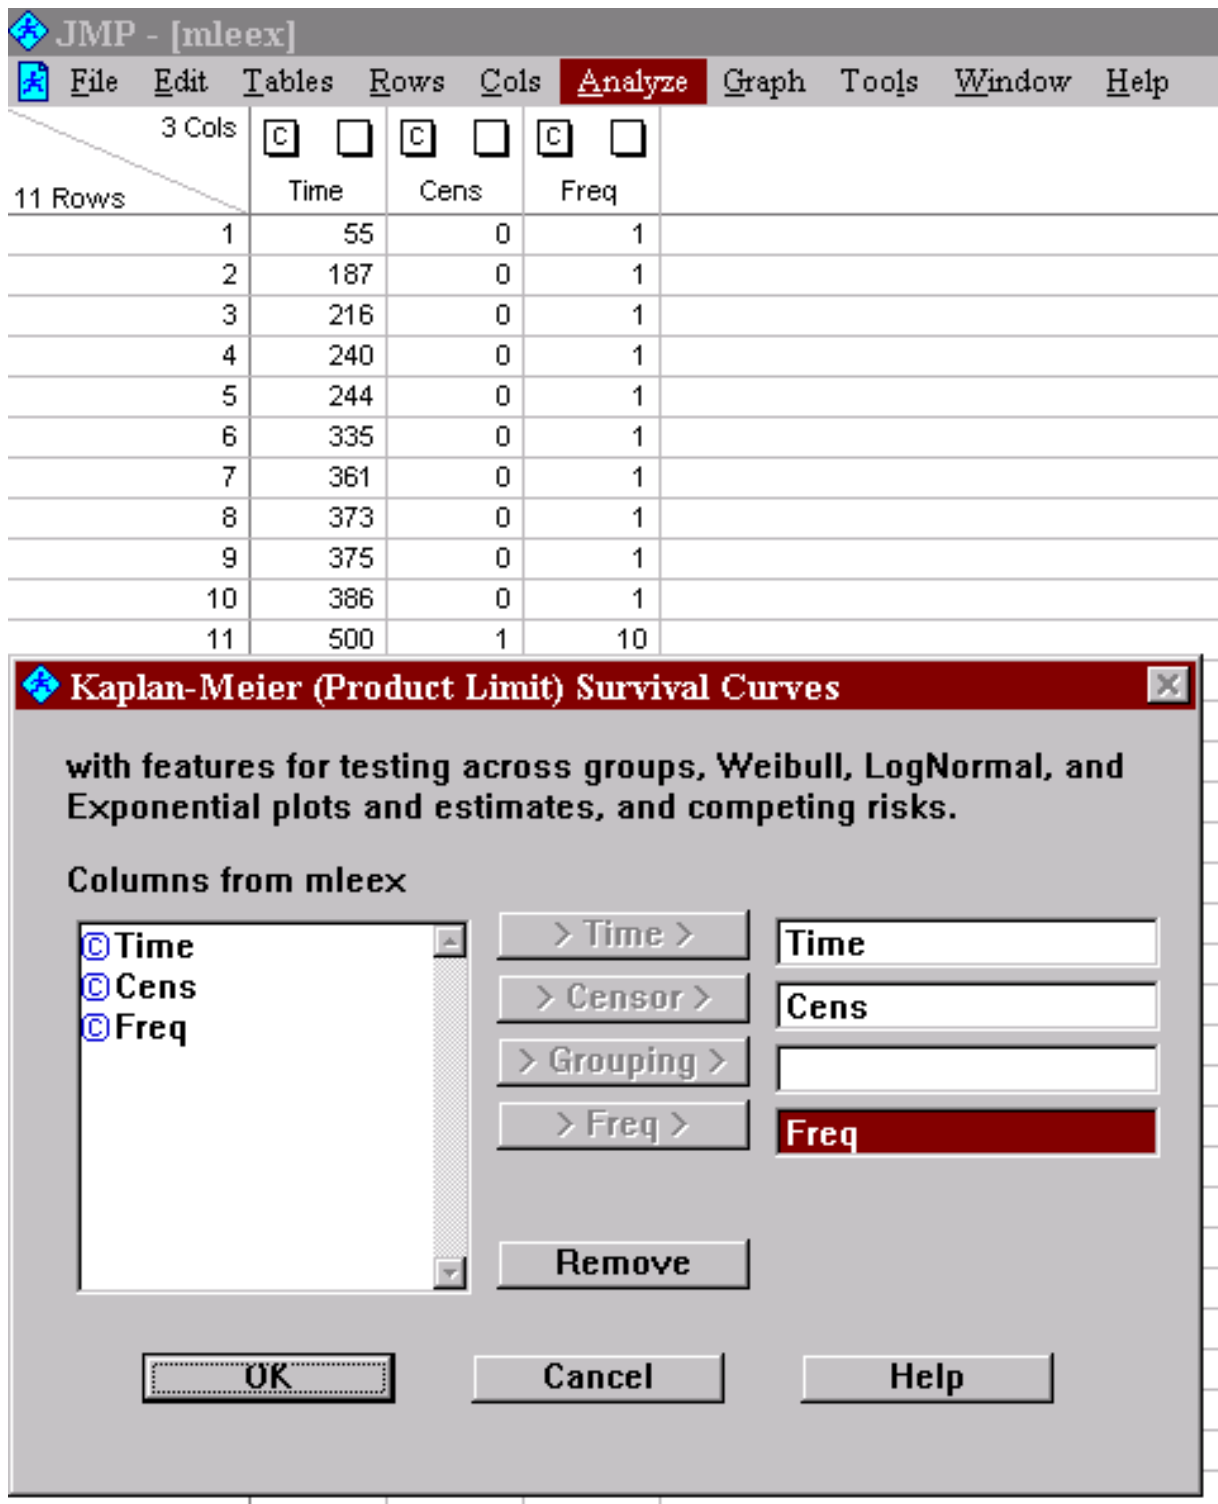 JMP - [mleex]
File Edit Tables Rows Cols Analyze Graph Tools Window Help
3 Cols C C C
11 Rows Time Cens Freq
1 55 0 1
2 187 0 1
3 216 0 1
4 240 0 1
5 244 0 1
6 335 0 1
7 361 0 1
8 373 0 1
9 375 0 1
10 386 0 1
11 500 1 10
Kaplan-Meier (Product Limit) Survival Curves
with features for testing across groups, Weibull, LogNormal, and
Exponential plots and estimates, and competing risks.
Columns from mleex
©Time > Time > Time
©Cens > Censor > Cens
©Freq > Grouping >
> Freq > Freq
Remove
OK Cancel Help